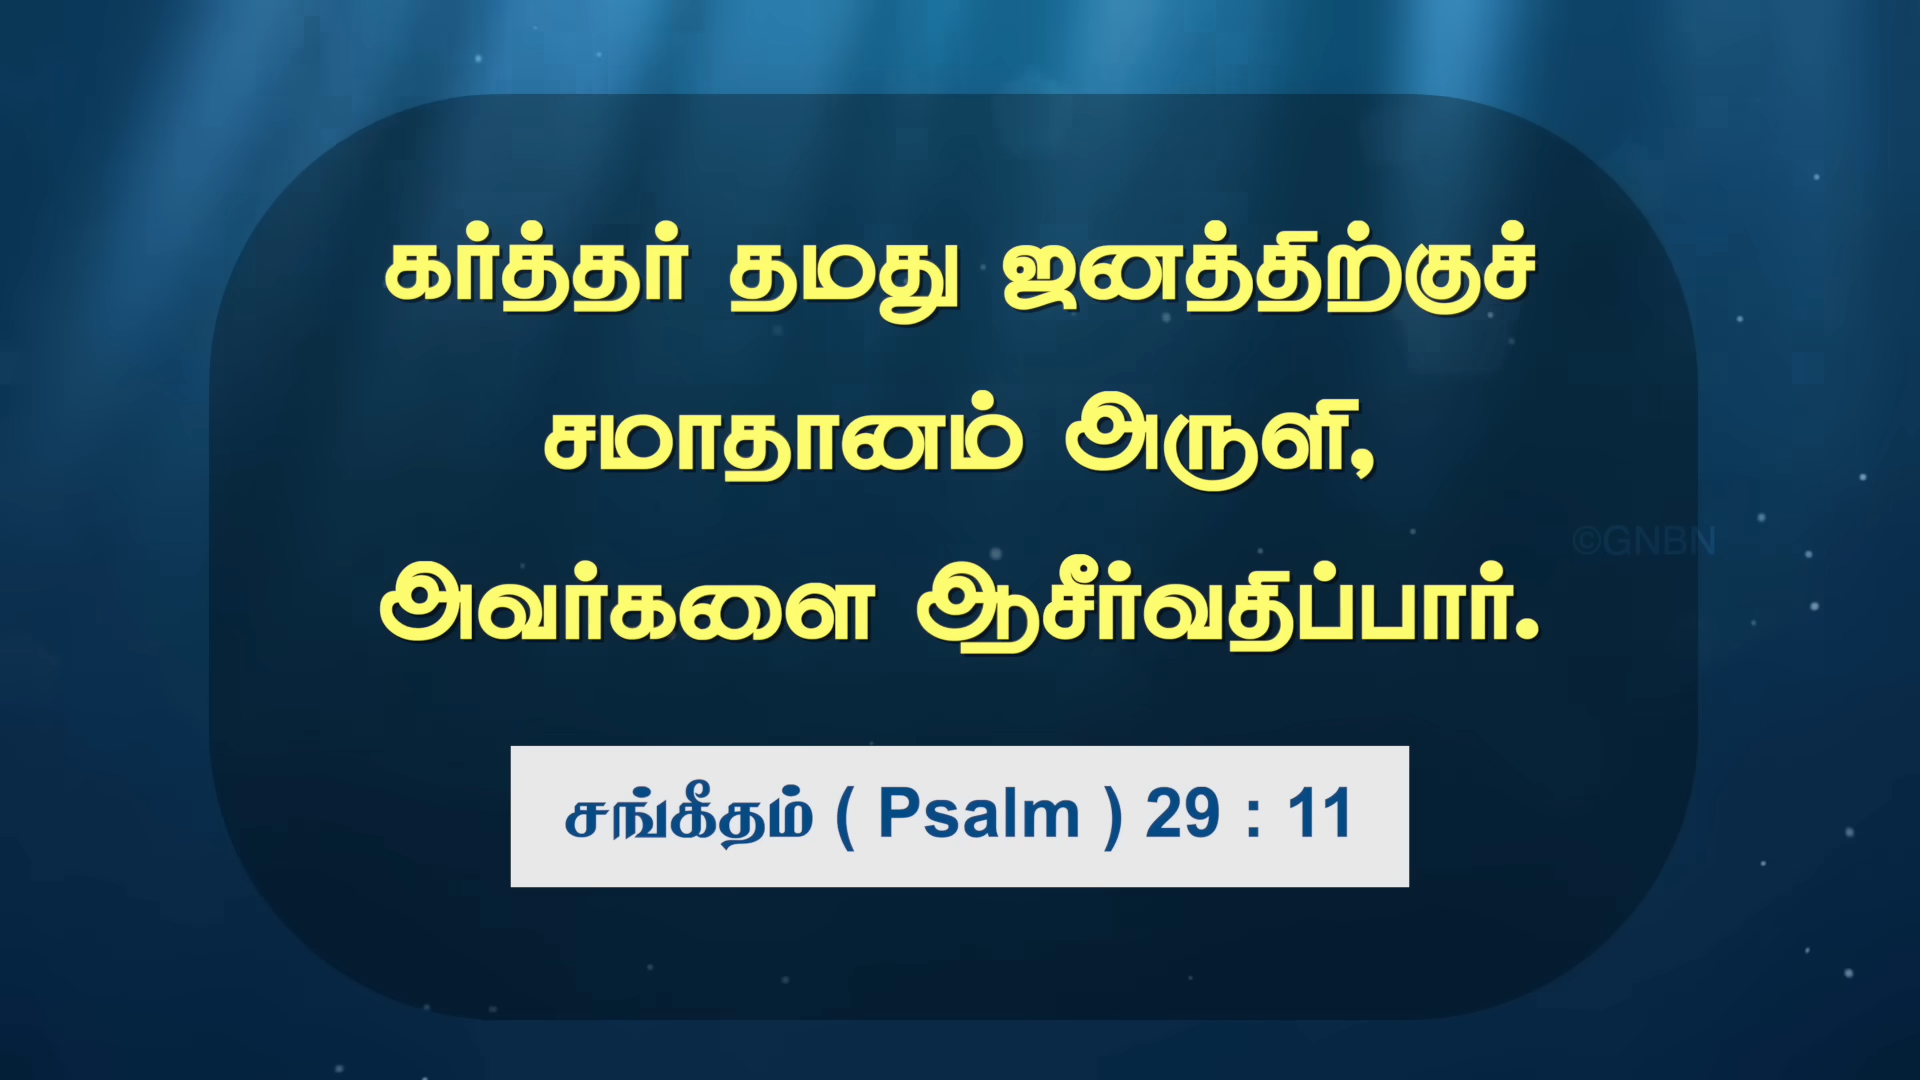 கர்த்தர் தமது ஜனத்திற்குச்
சமாதானம் அருளி,
அவர்களை ஆசீர்வதிப்பார்.
©GNBN
சங்கீதம் ( Psalm ) 29 : 11